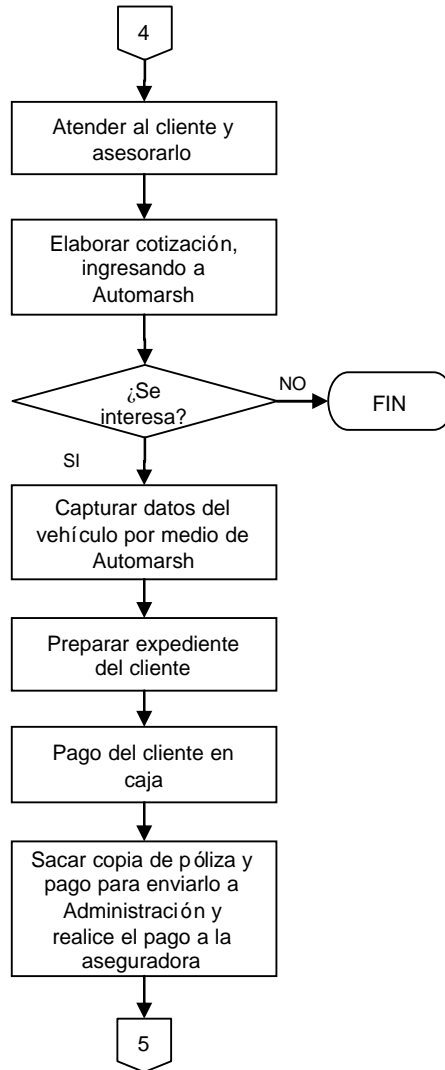 4
Atender al cliente y
asesorarlo
Elaborar cotización,
ingresando a
Automarsh
¿Se
interesa?
NO
FIN
SI
Capturar datos del
vehículo por medio de
Automarsh
Preparar expediente
del cliente
Pago del cliente en
caja
Sacar copia de póliza y
pago para enviarlo a
Administración y
realice el pago a la
aseguradora
5